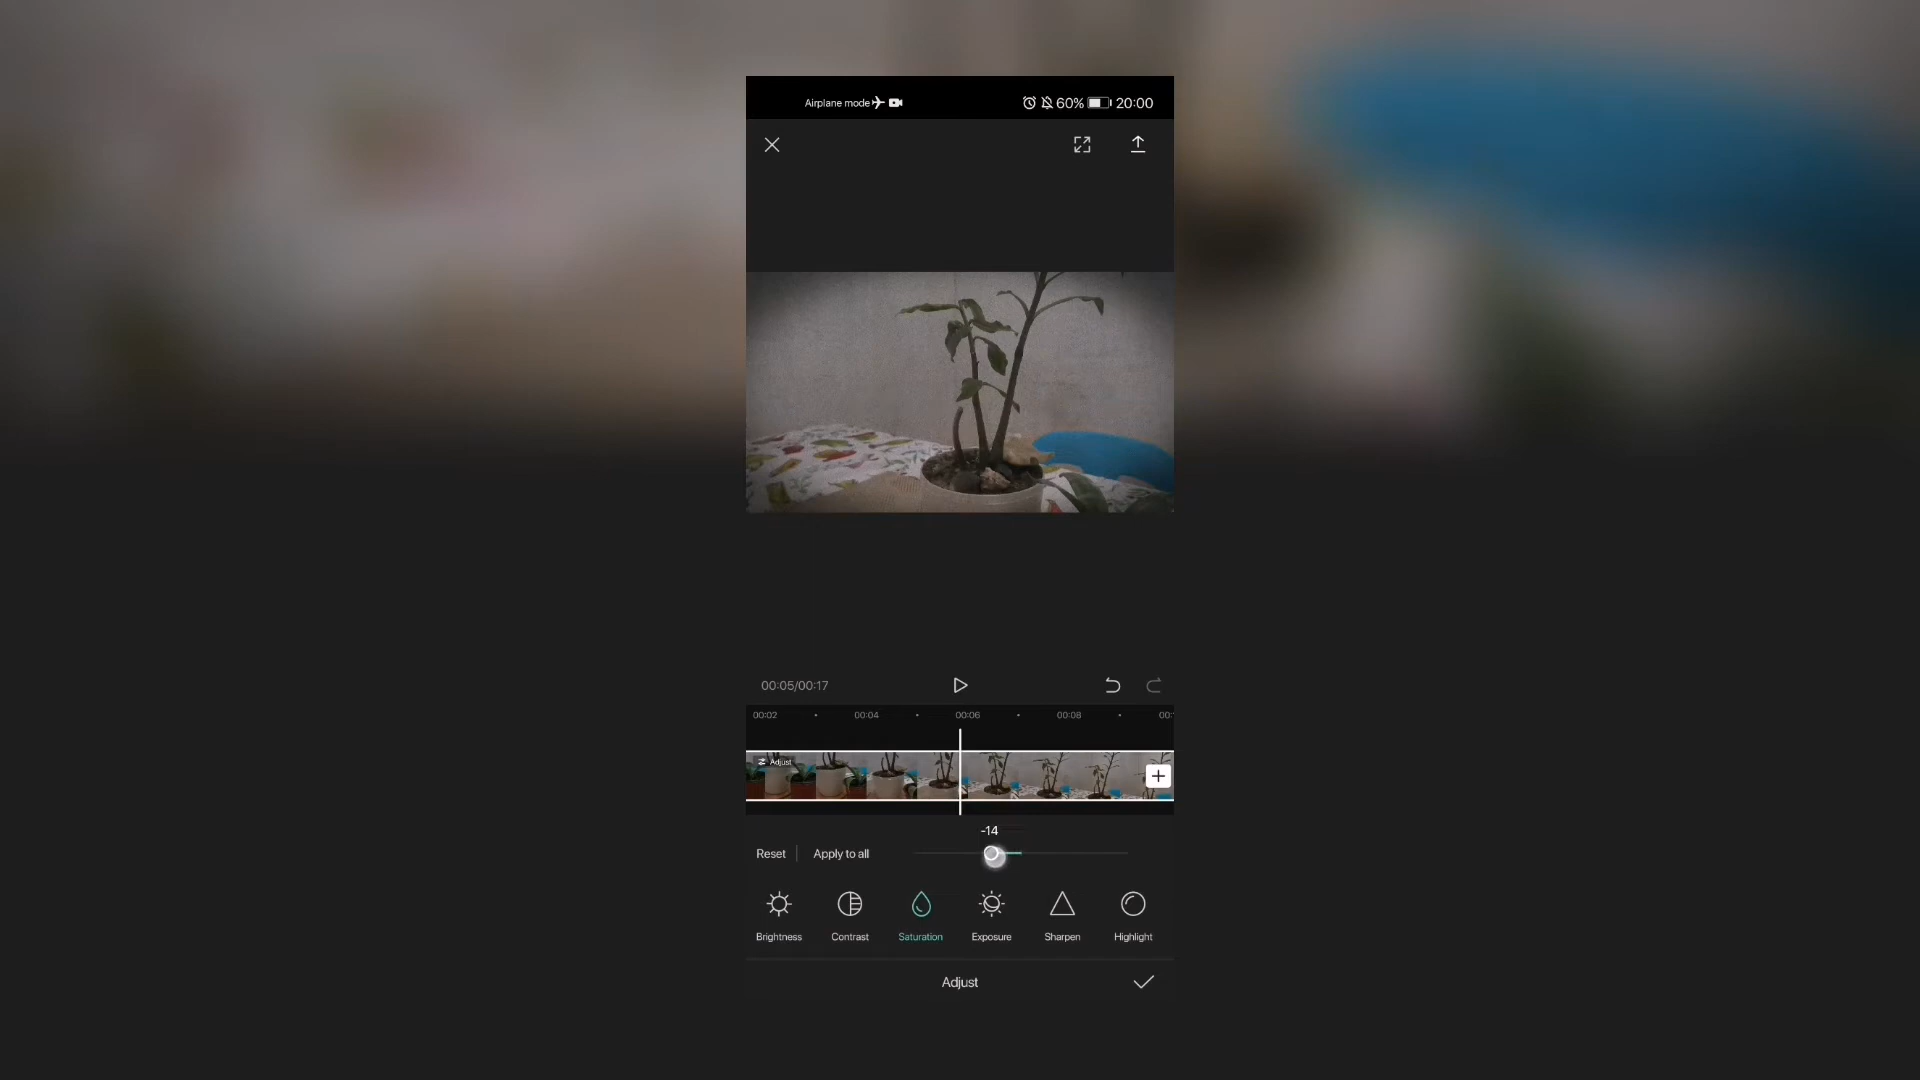 Airplane mode 60% 20:00
00:05/00:17
00:02 00:04 00:06 00:08 00:
Adjust
-14
Reset Apply to all
Brightness Contrast Saturation Exposure Sharpen Highlight
Adjust